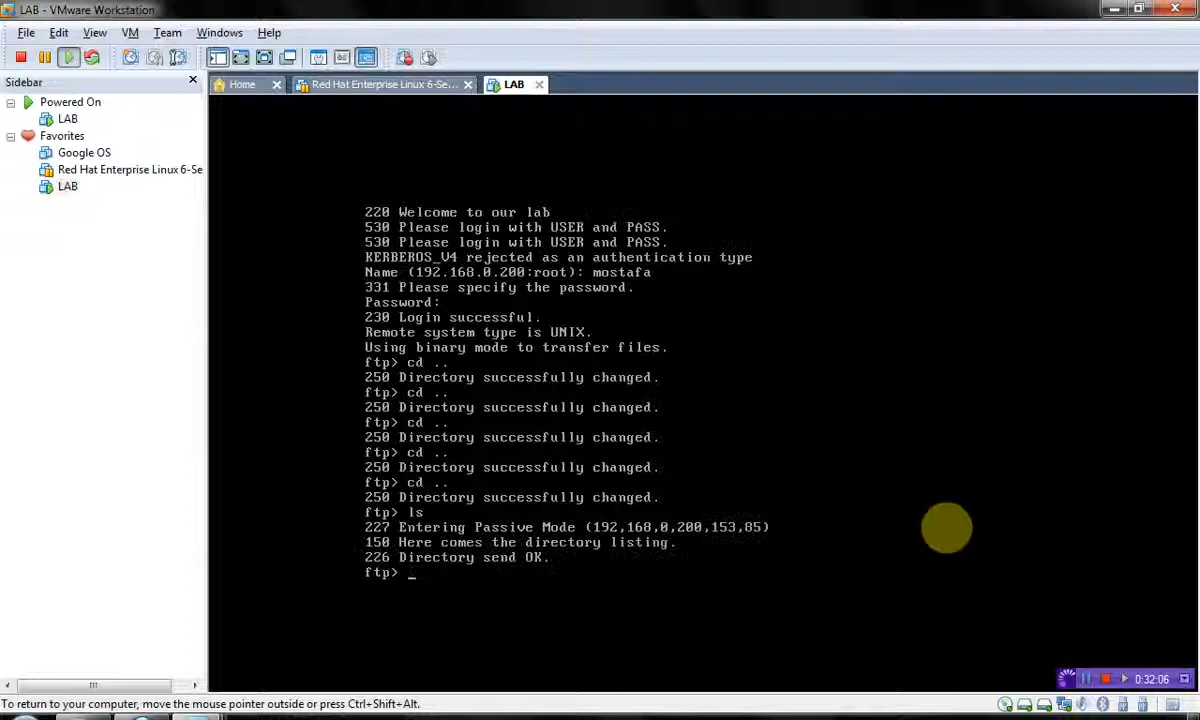 LAB - VMware Workstation
File Edit View VM Team Windows Help
Sidebar
Home
Red Hat Enterprise Linux 6-Se...
LAB
Powered On
LAB
Favorites
Google OS
Red Hat Enterprise Linux 6-Se
LAB
220 Welcome to our lab
530 Please login with USER and PASS.
530 Please login with USER and PASS.
KERBEROS_V4 rejected as an authentication type
Name (192.168.0.200:root): mostafa
331 Please specify the password.
Password:
230 Login successful.
Remote system type is UNIX.
Using binary mode to transfer files.
ftp> cd ..
250 Directory successfully changed.
ftp> cd ..
250 Directory successfully changed.
ftp> cd ..
250 Directory successfully changed.
ftp> cd ..
250 Directory successfully changed.
ftp> cd ..
250 Directory successfully changed.
ftp> ls
227 Entering Passive Mode (192,168,0,200,153,85)
150 Here comes the directory listing.
226 Directory send OK.
ftp> _
0:32:06
To return to your computer, move the mouse pointer outside or press Ctrl+Shift+Alt.